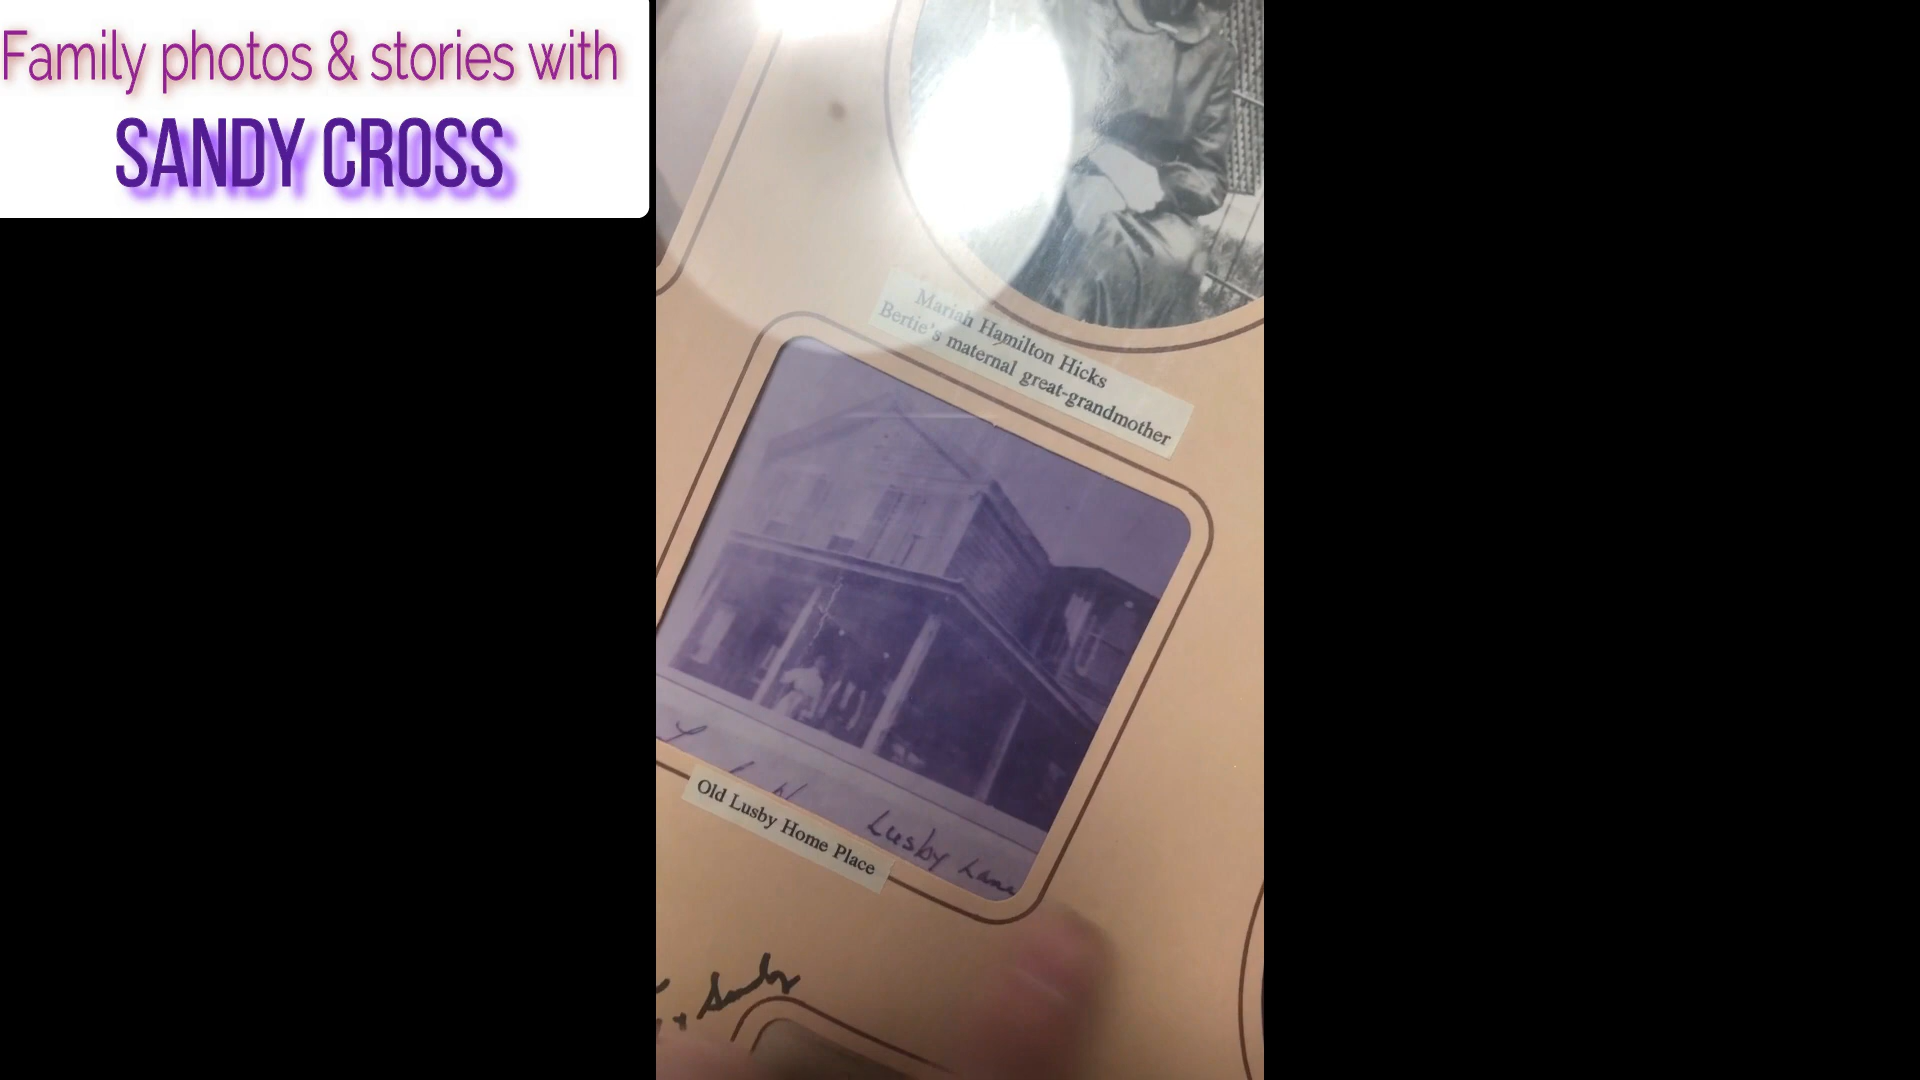 Family photos & stories with
SANDY CROSS
Mariah Hamilton Hicks
Bertie's maternal great-grandmother
Lusby Lane
Old Lusby Home Place
Sandy